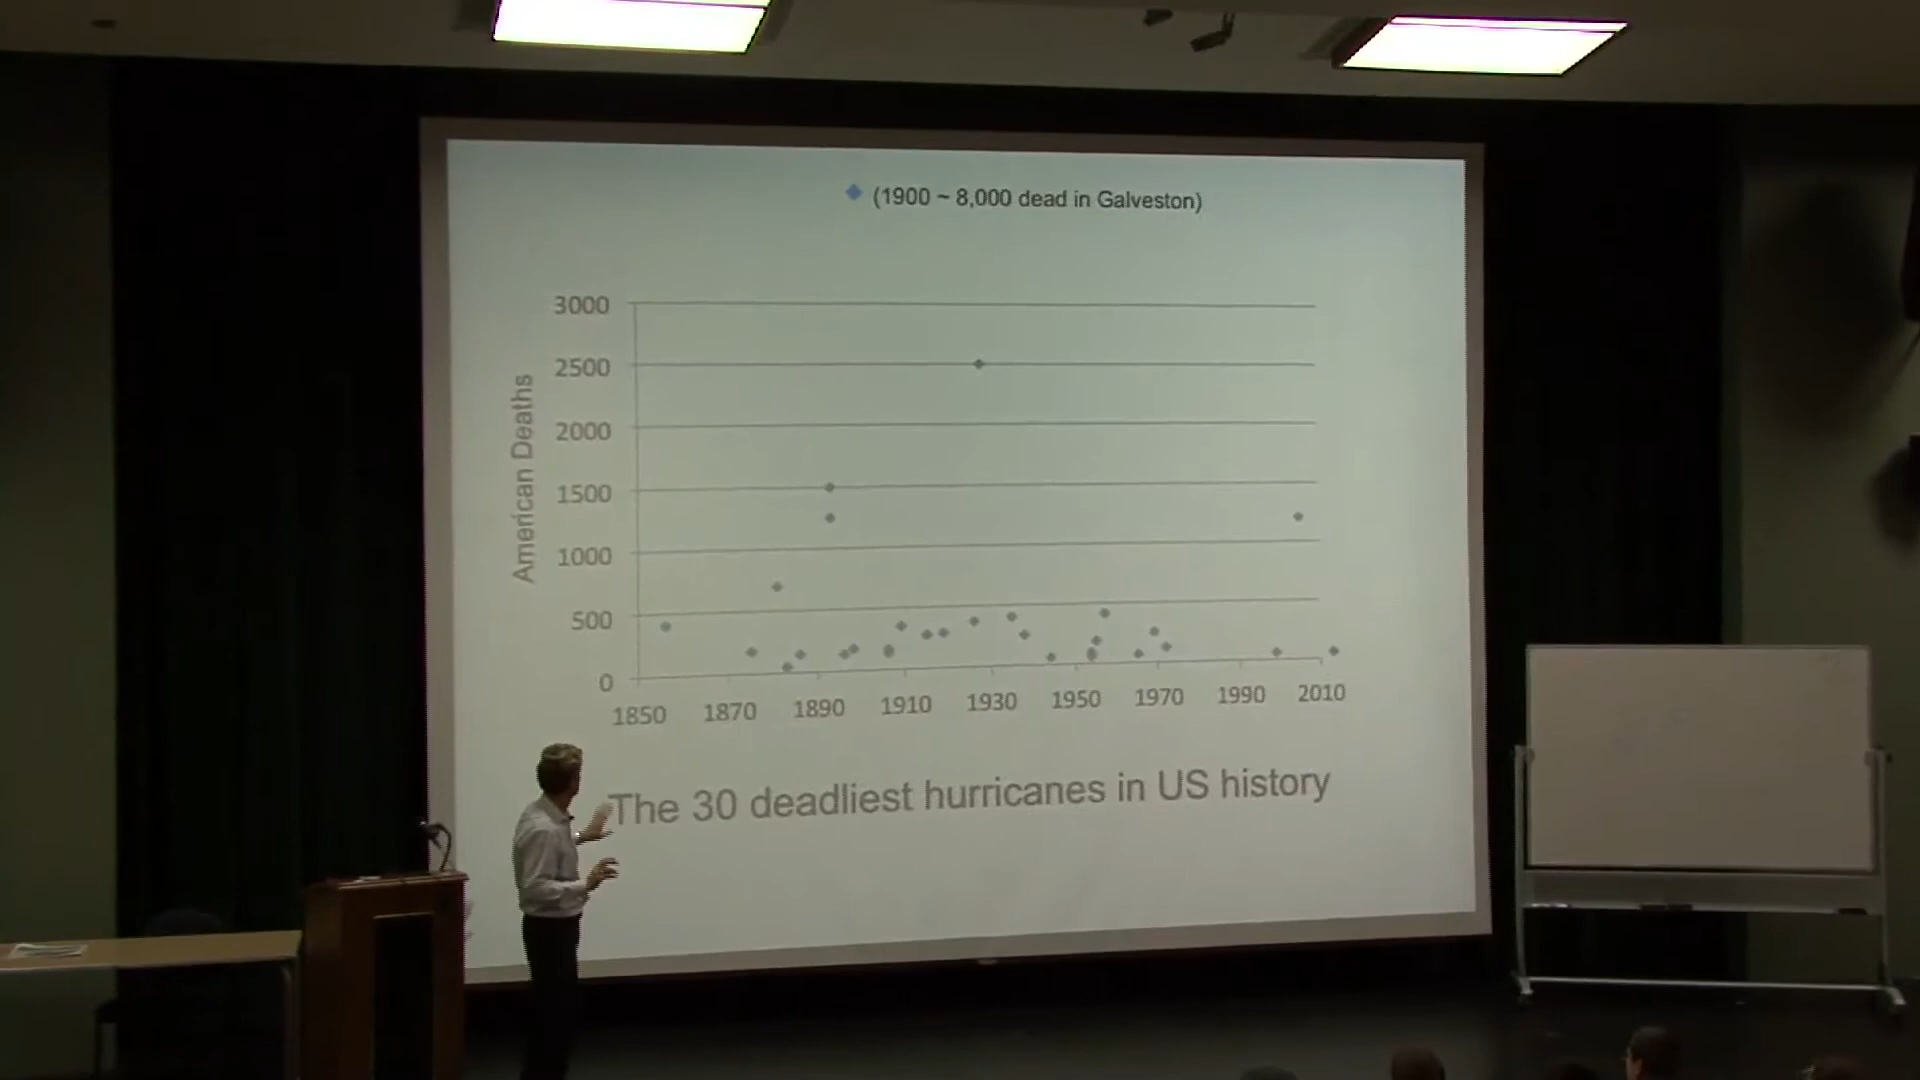 (1900 ~ 8,000 dead in Galveston)
3000
2500
2000
1500
1000
500
0
American Deaths
1850 1870 1890 1910 1930 1950 1970 1990 2010
The 30 deadliest hurricanes in US history